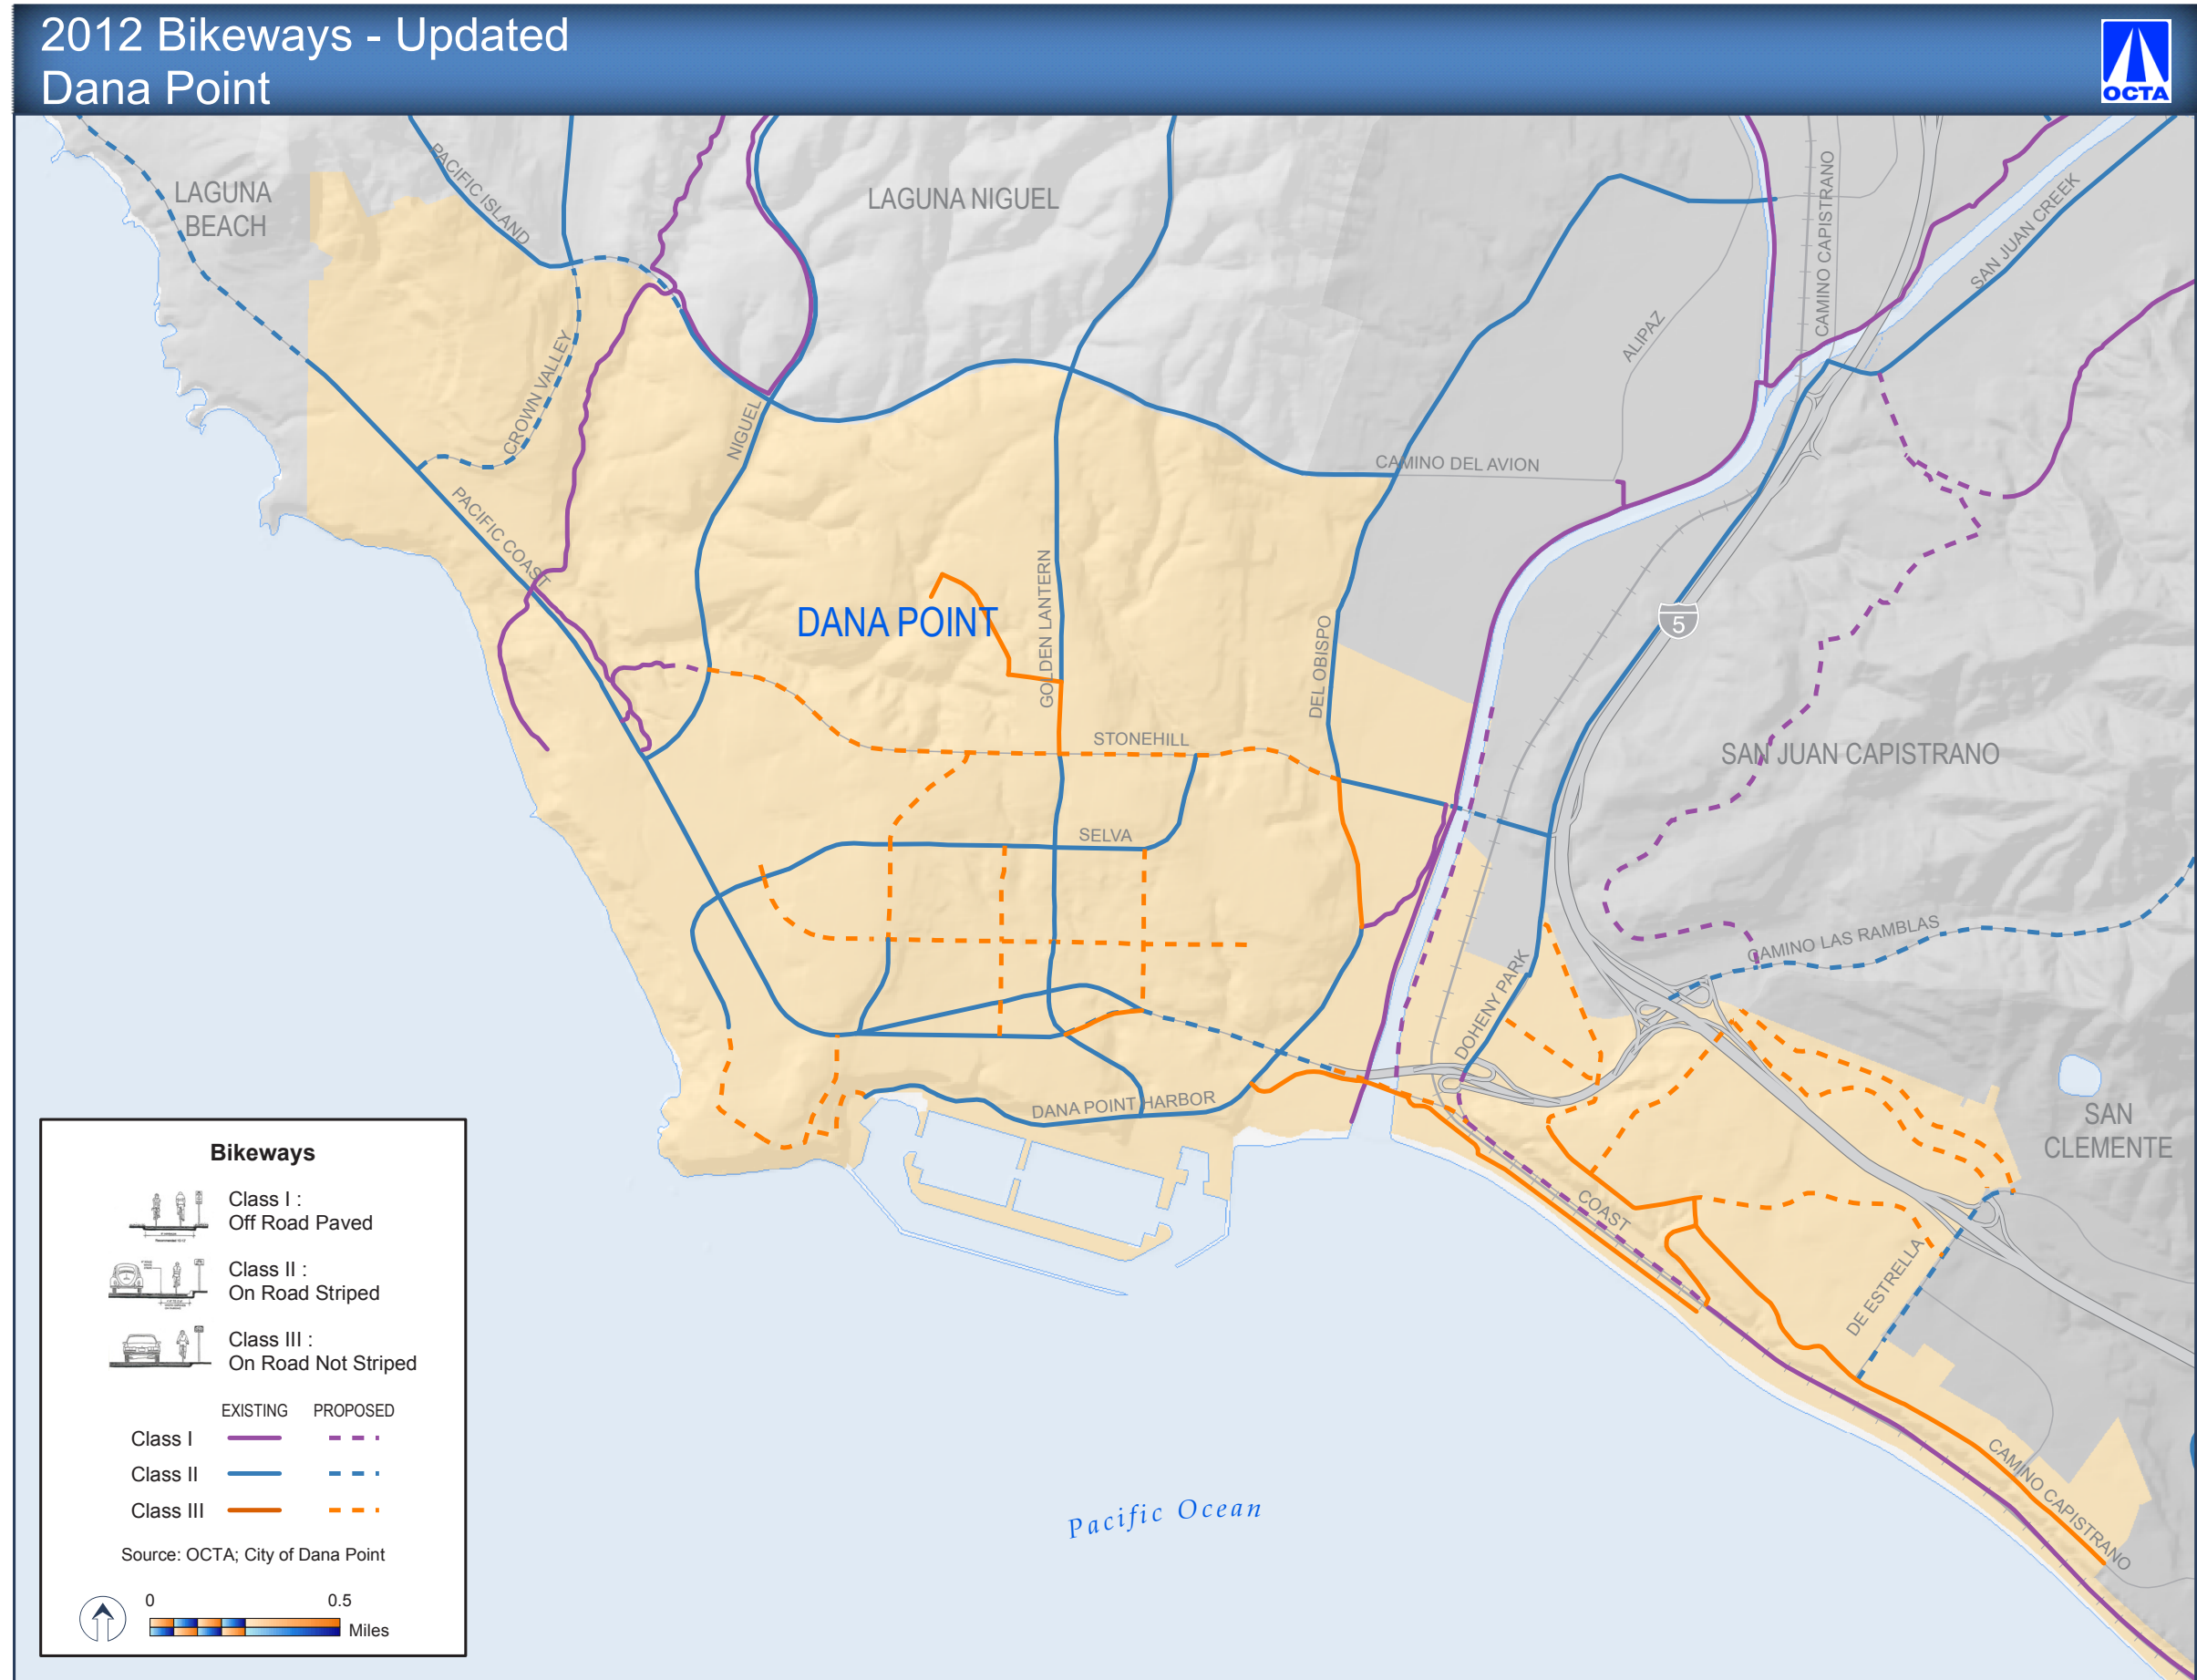 2012 Bikeways - Updated
Dana Point
OCTA
LAGUNA
BEACH
PACIFIC ISLAND
LAGUNA NIGUEL
CAMINO CAPISTRANO
SAN JUAN CREEK
ALIPAZ
CROWN VALLEY
NIGUEL
CAMINO DEL AVION
PACIFIC COAST
GOLDEN LANTERN
DANA POINT
DEL OBISPO
5
STONEHILL
SAN JUAN CAPISTRANO
SELVA
CAMINO LAS RAMBLAS
DOHENY PARK
DANA POINT HARBOR
SAN
CLEMENTE
COAST
DE ESTRELLA
CAMINO CAPISTRANO
Pacific Ocean
Bikeways
Class I :
Off Road Paved
Class II :
On Road Striped
Class III :
On Road Not Striped
EXISTING PROPOSED
Class I
Class II
Class III
Source: OCTA; City of Dana Point
0 0.5
Miles